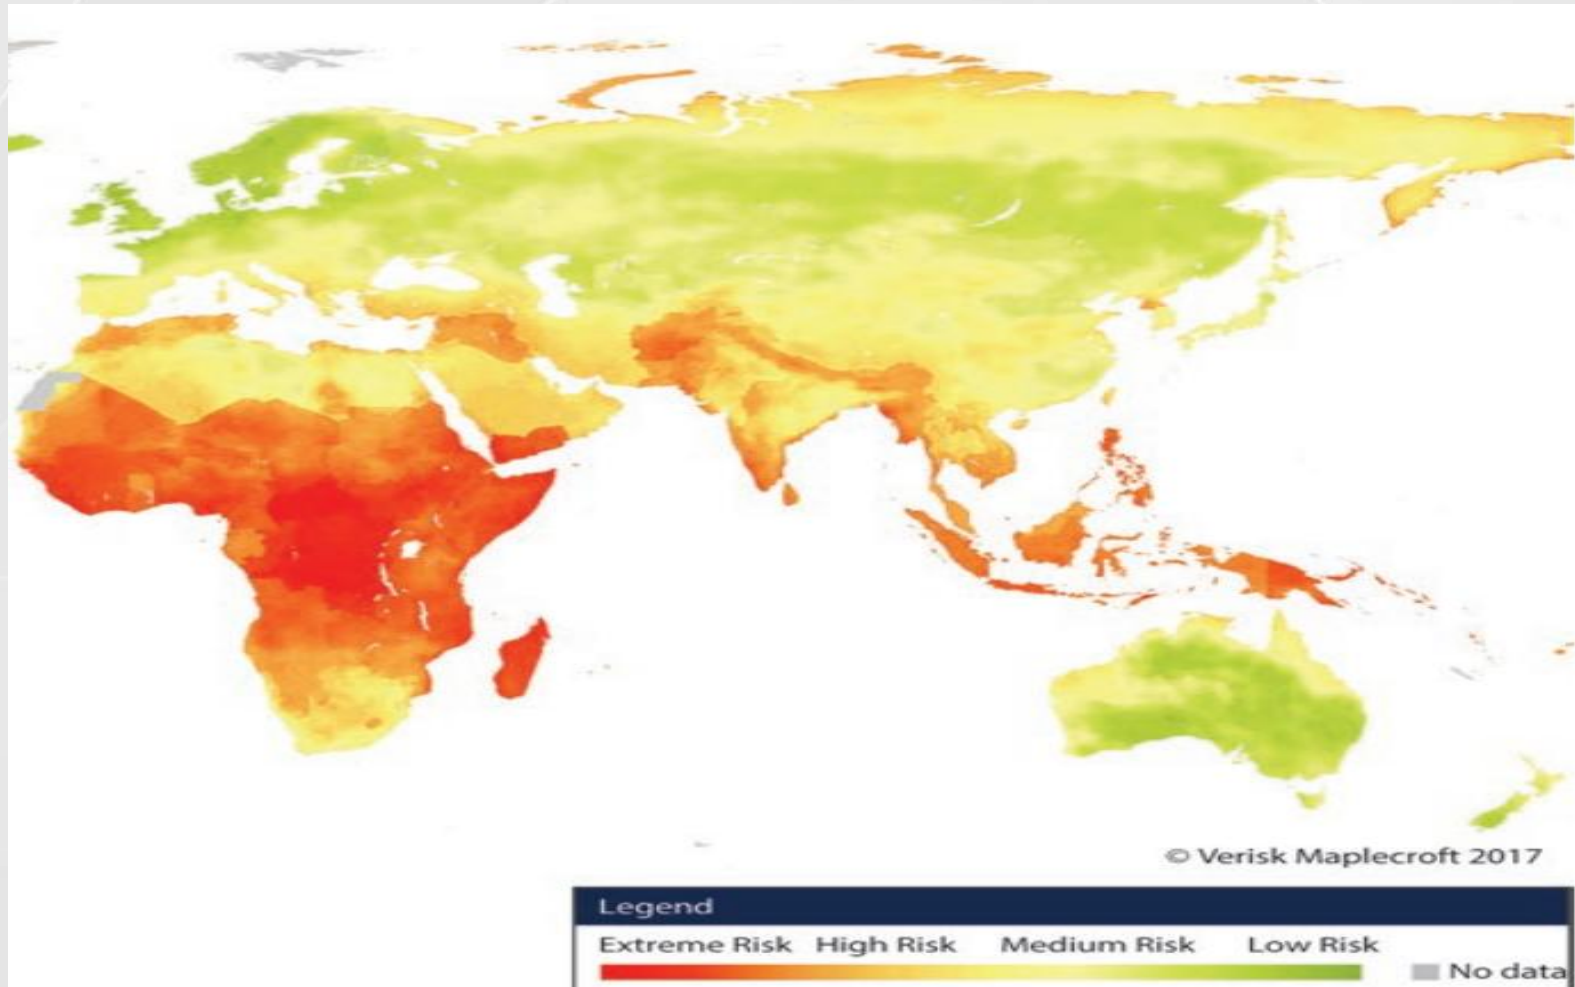 © Verisk Maplecroft 2017
Legend
Extreme Risk High Risk Medium Risk Low Risk
No data